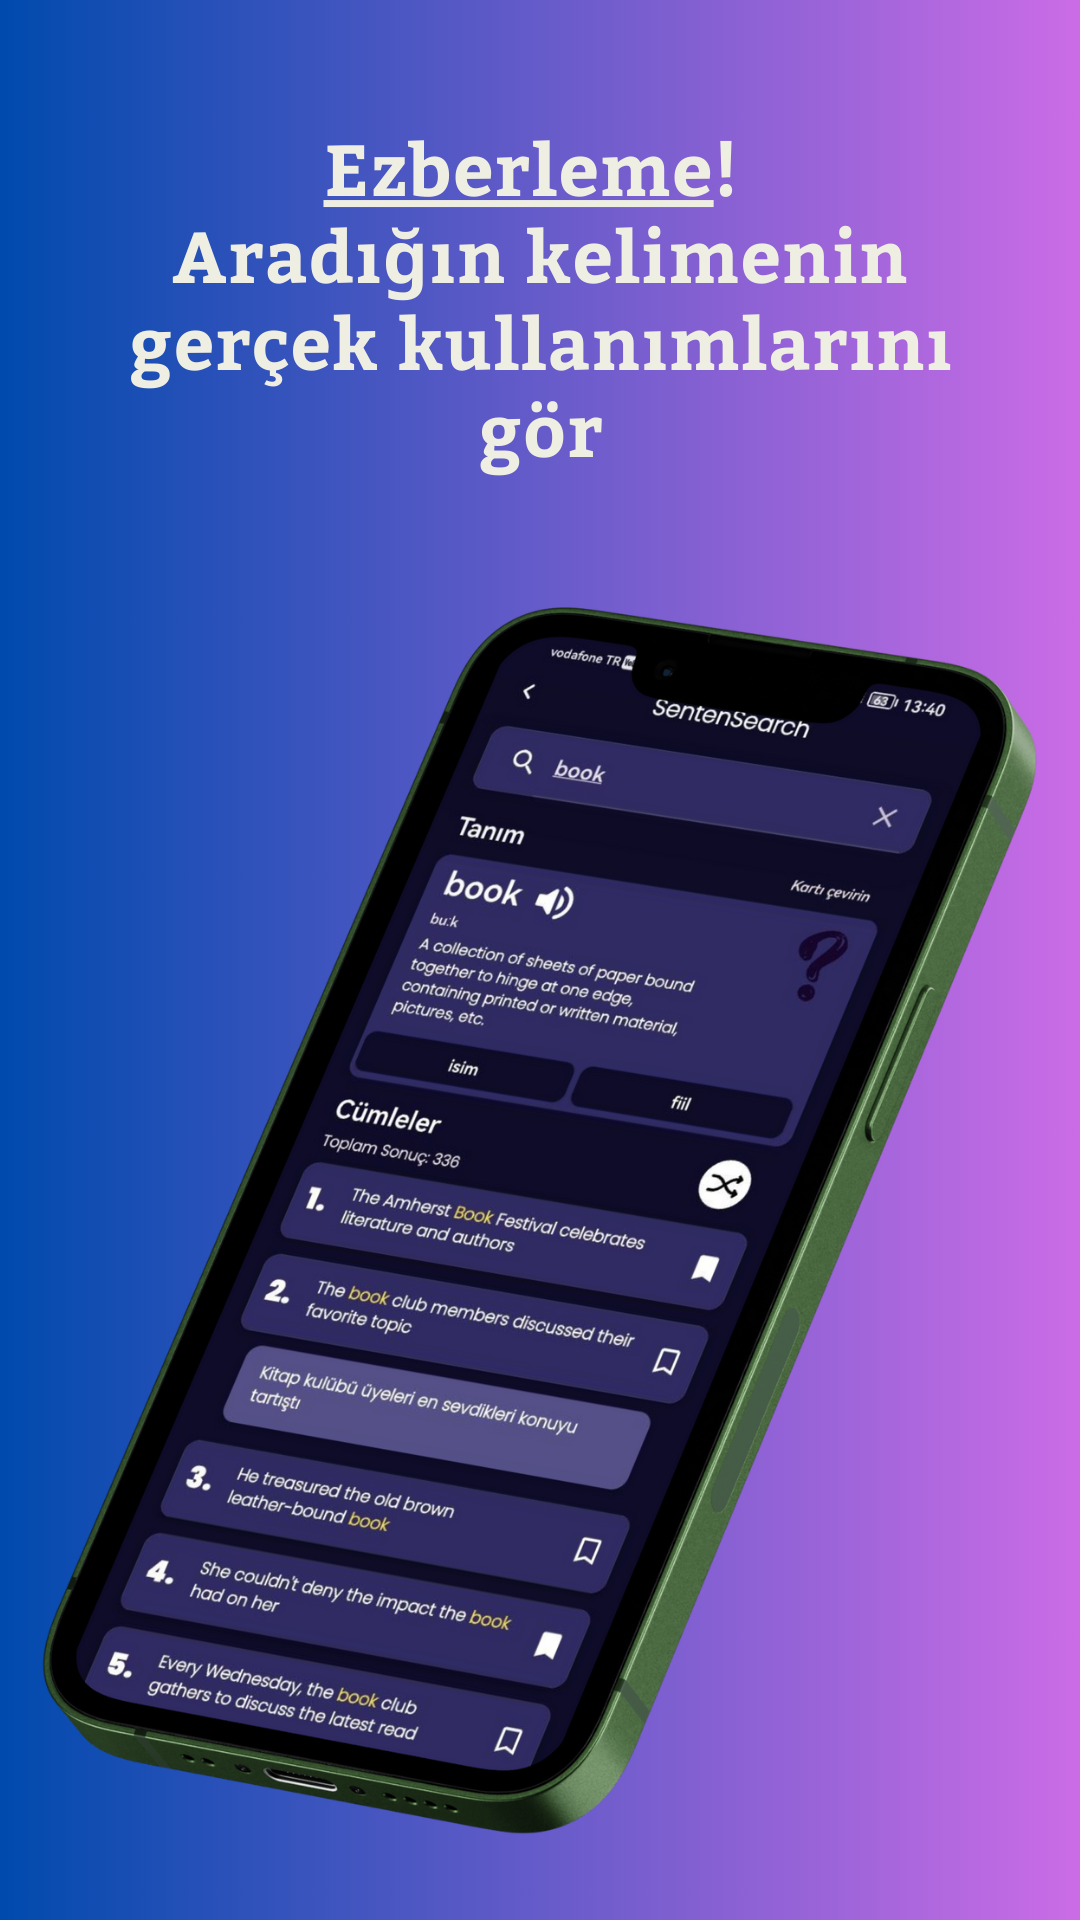 Ezberleme!
Aradığın kelimenin
gerçek kullanımlarını
gör
vodafone TR
63 13:40
SentenSearch
book
Tanım
Kartı çevirin
book
buːk
A collection of sheets of paper bound
together to hinge at one edge,
containing printed or written material,
pictures, etc.
isim
fiil
Cümleler
Toplam Sonuç: 336
1. The Amherst Book Festival celebrates
literature and authors
2. The book club members discussed their
favorite topic
Kitap kulübü üyeleri en sevdikleri konuyu
tartıştı
3. He treasured the old brown
leather-bound book
4. She couldn't deny the impact the book
had on her
5. Every Wednesday, the book club
gathers to discuss the latest read